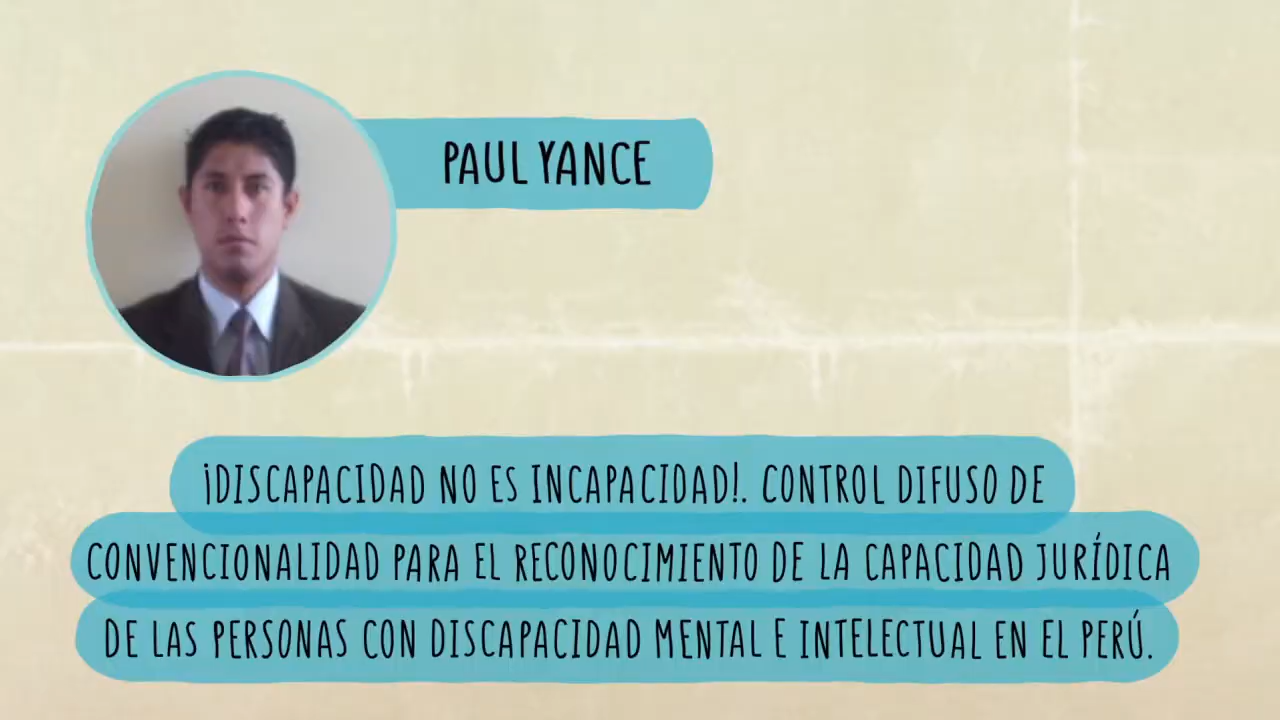 PAUL YANCE
¡DISCAPACIDAD NO ES INCAPACIDAD!. CONTROL DIFUSO DE
CONVENCIONALIDAD PARA EL RECONOCIMIENTO DE LA CAPACIDAD JURÍDICA
DE LAS PERSONAS CON DISCAPACIDAD MENTAL E INTELECTUAL EN EL PERÚ.